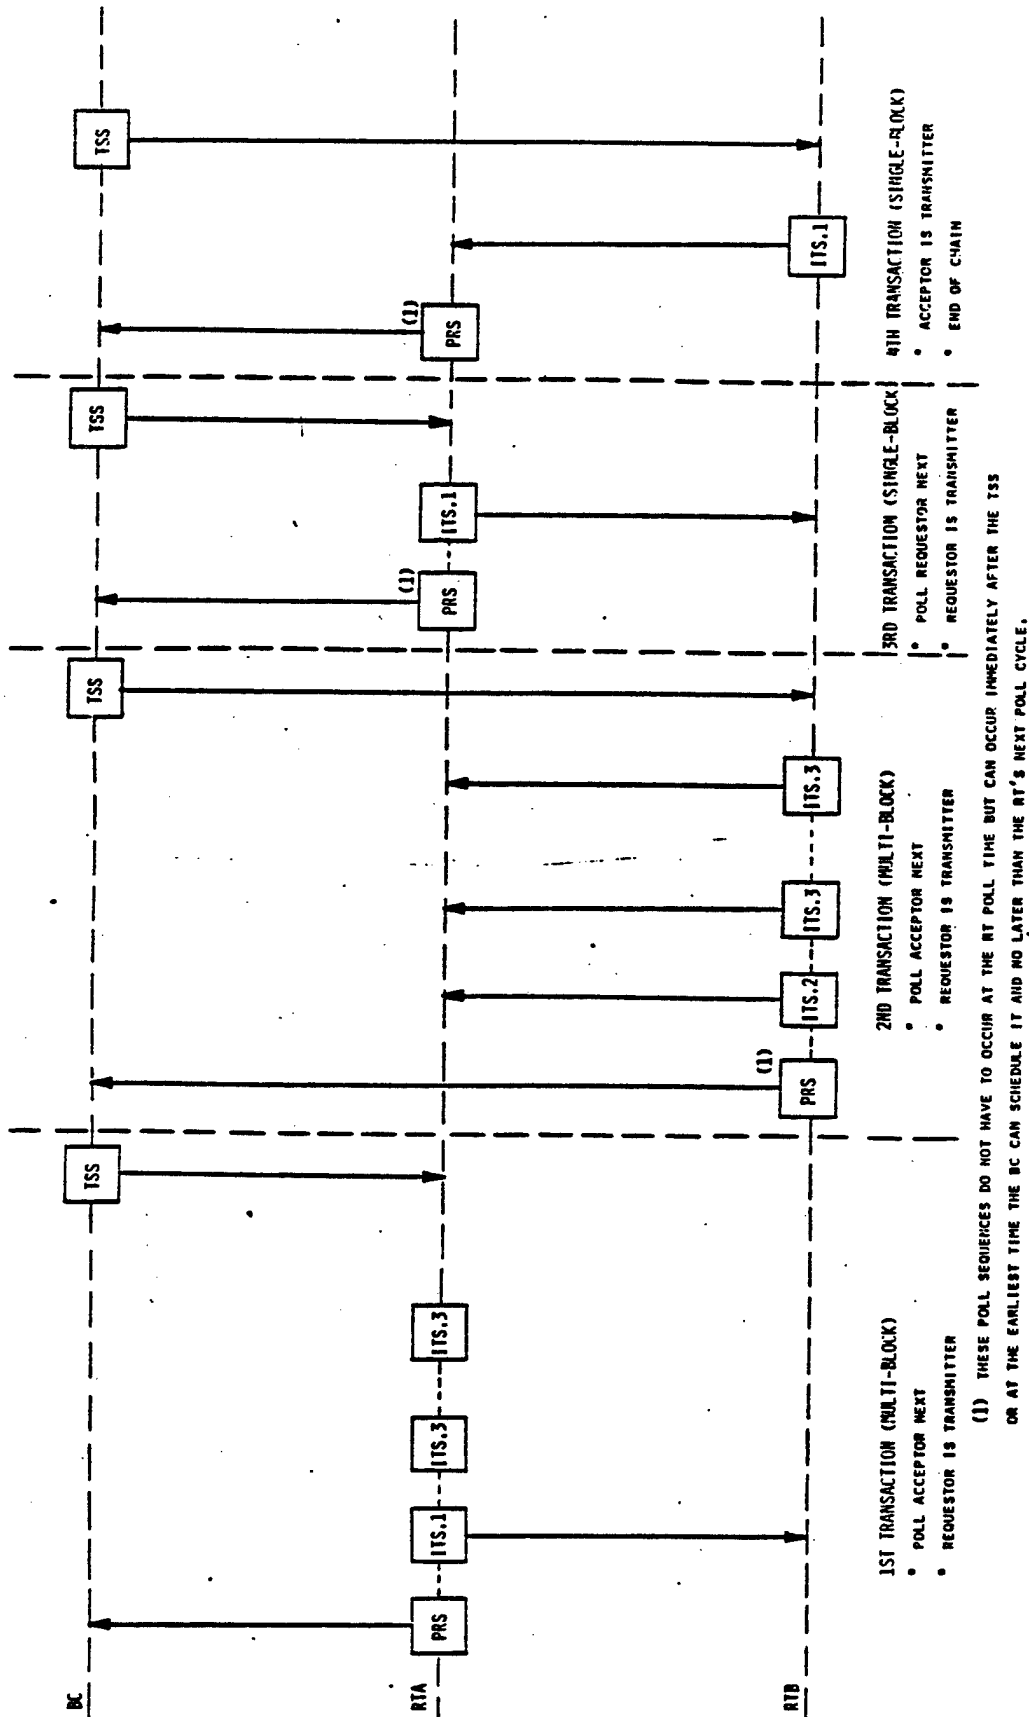 BC
TSS
TSS
TSS
TSS
RTA
PRS
ITS.1
ITS.3
ITS.3
PRS
(1)
ITS.1
PRS
(1)
RTB
PRS
(1)
ITS.2
ITS.3
ITS.3
ITS.1
1ST TRANSACTION (MULTI-BLOCK)
• POLL ACCEPTOR NEXT
• REQUESTOR IS TRANSMITTER
2ND TRANSACTION (MULTI-BLOCK)
• POLL ACCEPTOR NEXT
• REQUESTOR IS TRANSMITTER
3RD TRANSACTION (SINGLE-BLOCK)
• POLL REQUESTOR NEXT
• REQUESTOR IS TRANSMITTER
4TH TRANSACTION (SINGLE-BLOCK)
• ACCEPTOR IS TRANSMITTER
• END OF CHAIN
(1) THESE POLL SEQUENCES DO NOT HAVE TO OCCUR AT THE RT POLL TIME BUT CAN OCCUR IMMEDIATELY AFTER THE TSS
OR AT THE EARLIEST TIME THE BC CAN SCHEDULE IT AND NO LATER THAN THE RT'S NEXT POLL CYCLE.